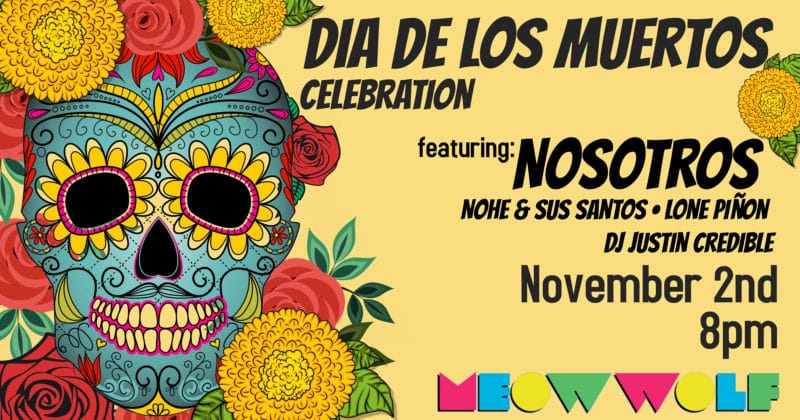 DIA DE LOS MUERTOS
CELEBRATION
featuring: NOSOTROS
NOHE & SUS SANTOS • LONE PIÑON
DJ JUSTIN CREDIBLE
November 2nd
8pm
MEOW WOLF